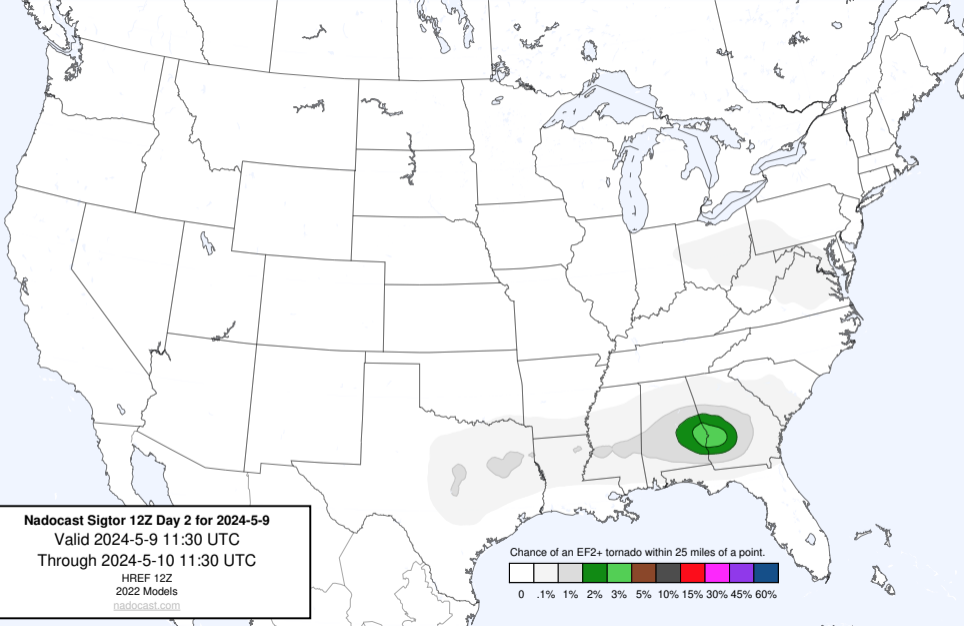 Nadocast Sigtor 12Z Day 2 for 2024-5-9
Valid 2024-5-9 11:30 UTC
Through 2024-5-10 11:30 UTC
HREF 12Z
2022 Models
nadocast.com
Chance of an EF2+ tornado within 25 miles of a point.
0 .1% 1% 2% 3% 5% 10% 15% 30% 45% 60%